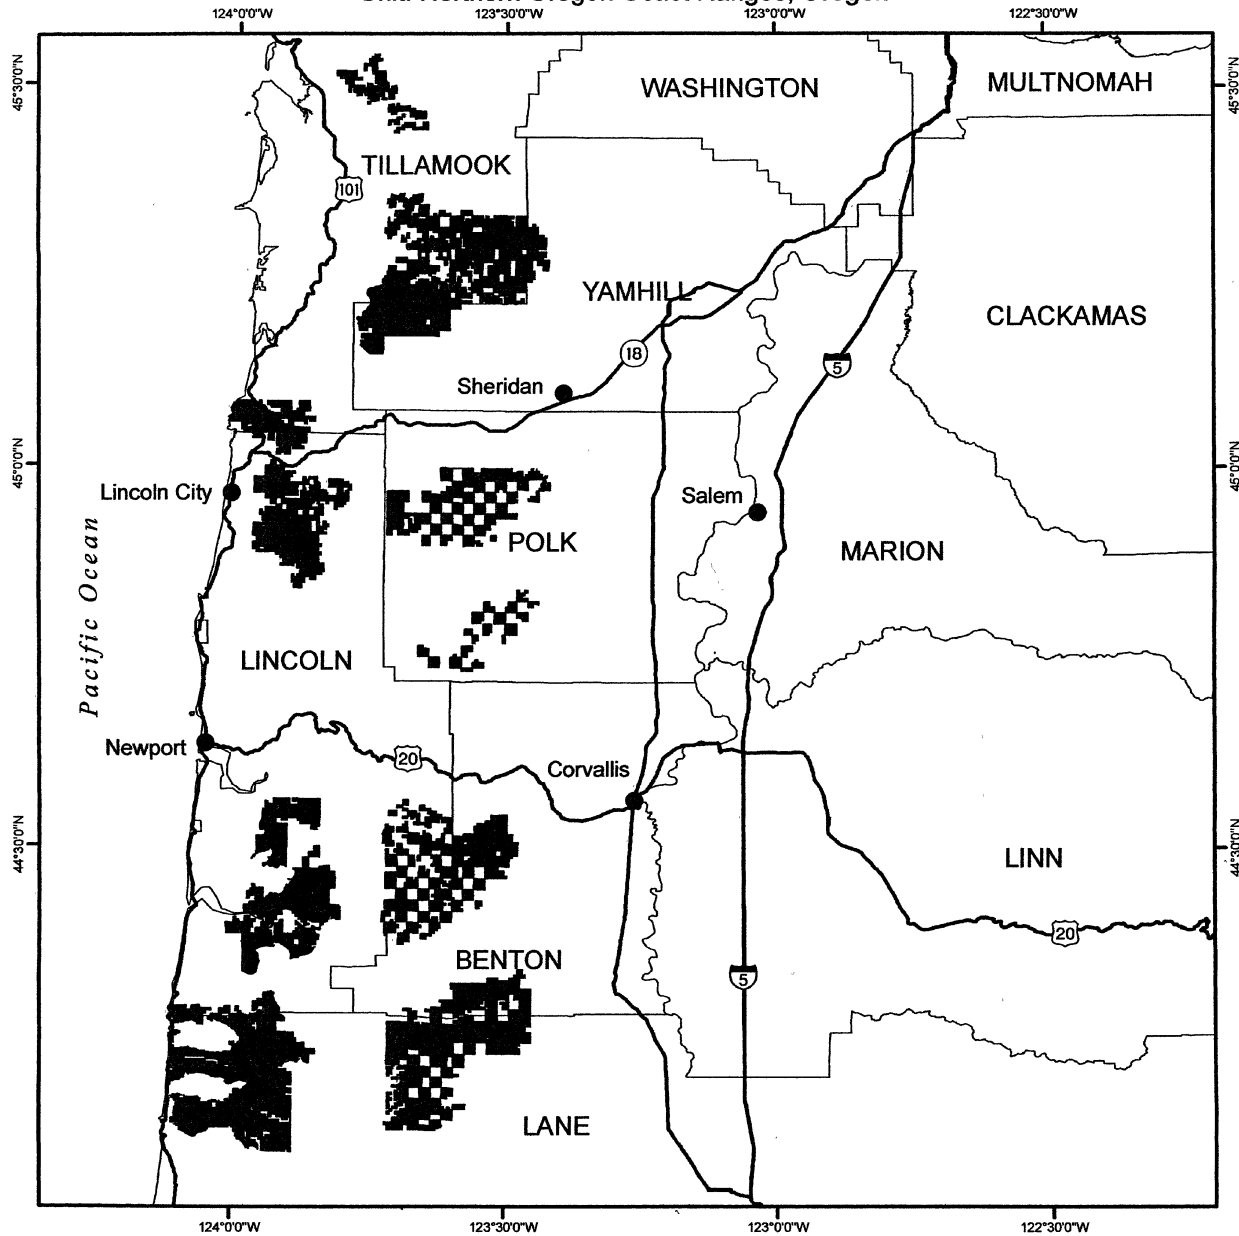 124°0'0"W
123°30'0"W
123°0'0"W
122°30'0"W
45°30'0"N
WASHINGTON
MULTNOMAH
45°30'0"N
TILLAMOOK
101
YAMHILL
CLACKAMAS
18
5
Sheridan
45°0'0"N
45°0'0"N
Lincoln City
Salem
Pacific Ocean
POLK
MARION
LINCOLN
Newport
20
Corvallis
44°30'0"N
44°30'0"N
LINN
20
BENTON
5
LANE
124°0'0"W
123°30'0"W
123°0'0"W
122°30'0"W